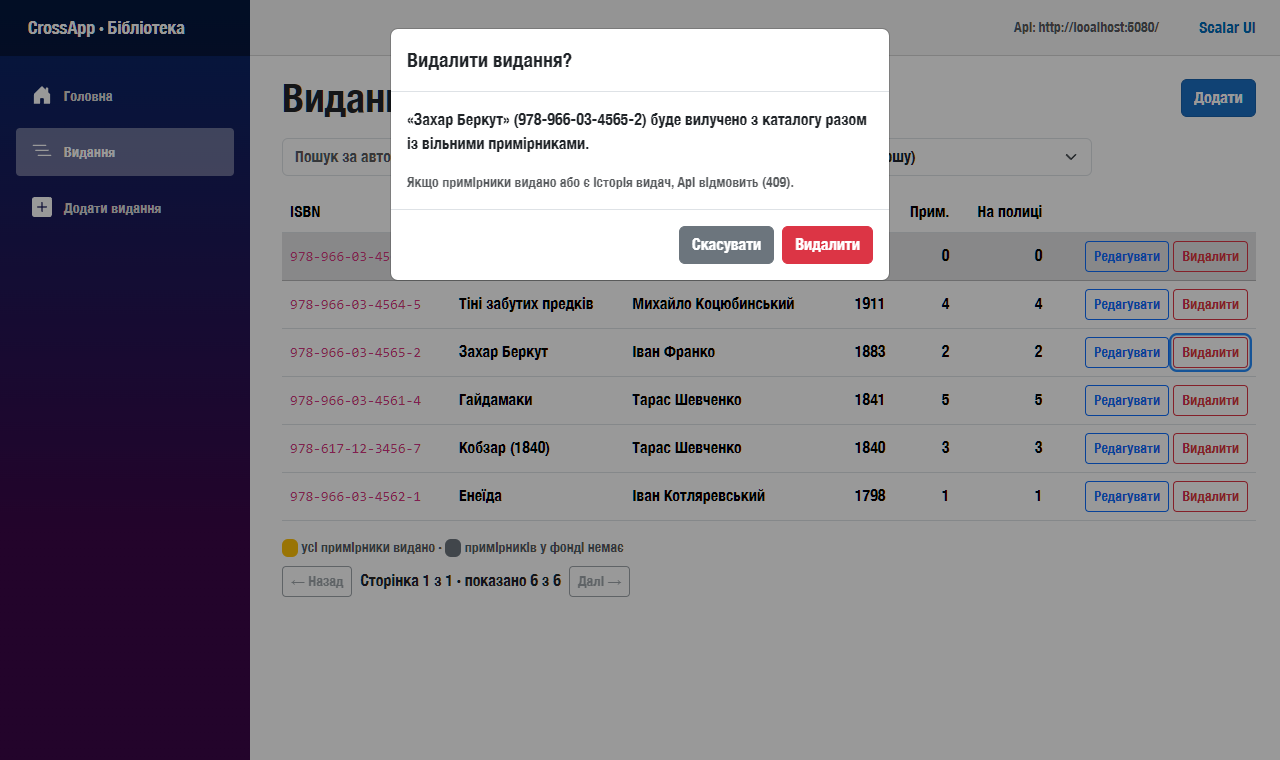 CrossApp • Бібліотека
Api: http://localhost:5080/
Scalar UI
Головна
Видання
Додати видання
Додати
Видалити видання?
«Захар Беркут» (978-966-03-4565-2) буде вилучено з каталогу разом
із вільними примірниками.
Якщо примірники видано або є історія видач, Api відмовить (409).
Скасувати Видалити
Пошук за авто
ISBN Прим. На полиці
978-966-03-45 0 0 Редагувати Видалити
978-966-03-4564-5 Тіні забутих предків Михайло Коцюбинський 1911 4 4 Редагувати Видалити
978-966-03-4565-2 Захар Беркут Іван Франко 1883 2 2 Редагувати Видалити
978-966-03-4561-4 Гайдамаки Тарас Шевченко 1841 5 5 Редагувати Видалити
978-617-12-3456-7 Кобзар (1840) Тарас Шевченко 1840 3 3 Редагувати Видалити
978-966-03-4562-1 Енеїда Іван Котляревський 1798 1 1 Редагувати Видалити
усі примірники видано · примірників у фонді немає
← Назад Сторінка 1 з 1 • показано 6 з 6 Далі →